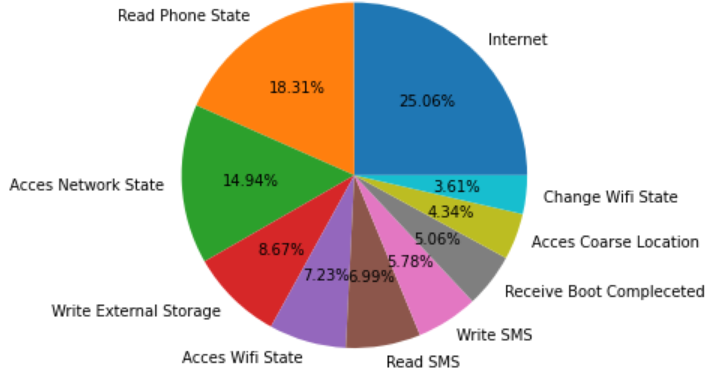 Read Phone State
Internet
18.31%
25.06%
Acces Network State
14.94%
3.61%
Change Wifi State
4.34%
Acces Coarse Location
5.06%
8.67%
5.78%
7.23%
6.99%
Receive Boot Compleceted
Write External Storage
Write SMS
Acces Wifi State
Read SMS